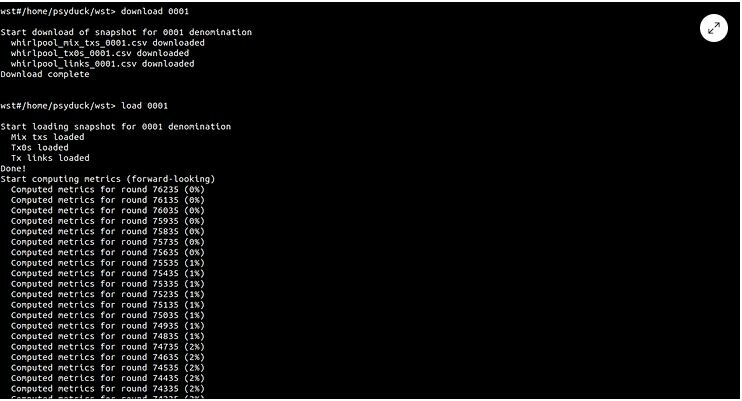 wst#/home/psyduck/wst> download 0001
Start download of snapshot for 0001 denomination
whirlpool_mix_txs_0001.csv downloaded
whirlpool_tx0s_0001.csv downloaded
whirlpool_links_0001.csv downloaded
Download complete
wst#/home/psyduck/wst> load 0001
Start loading snapshot for 0001 denomination
Mix txs loaded
Tx0s loaded
Tx links loaded
Done!
Start computing metrics (forward-looking)
Computed metrics for round 76235 (0%)
Computed metrics for round 76135 (0%)
Computed metrics for round 76035 (0%)
Computed metrics for round 75935 (0%)
Computed metrics for round 75835 (0%)
Computed metrics for round 75735 (0%)
Computed metrics for round 75635 (0%)
Computed metrics for round 75535 (1%)
Computed metrics for round 75435 (1%)
Computed metrics for round 75335 (1%)
Computed metrics for round 75235 (1%)
Computed metrics for round 75135 (1%)
Computed metrics for round 75035 (1%)
Computed metrics for round 74935 (1%)
Computed metrics for round 74835 (1%)
Computed metrics for round 74735 (2%)
Computed metrics for round 74635 (2%)
Computed metrics for round 74535 (2%)
Computed metrics for round 74435 (2%)
Computed metrics for round 74335 (2%)
Computed metrics for round 74235 (2%)